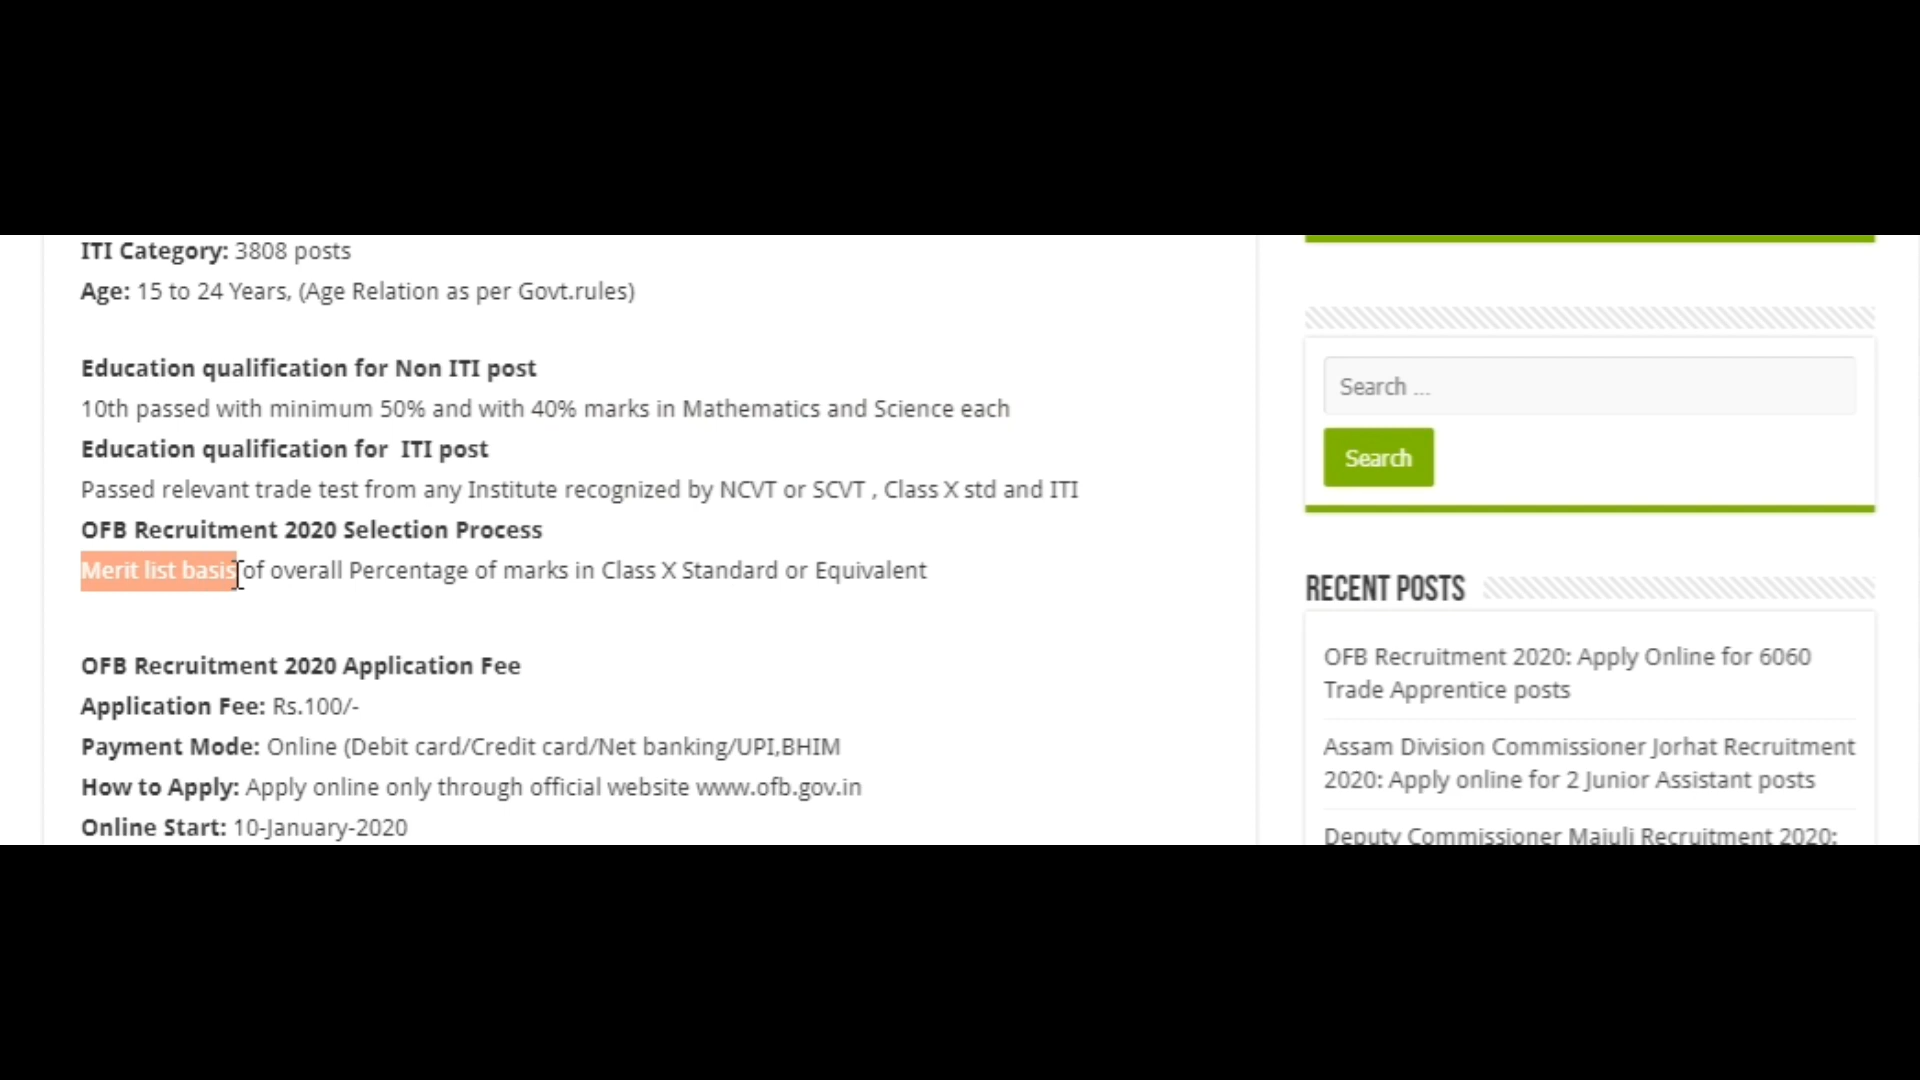 ITI Category: 3808 posts
Age: 15 to 24 Years, (Age Relation as per Govt.rules)
Education qualification for Non ITI post
10th passed with minimum 50% and with 40% marks in Mathematics and Science each
Education qualification for  ITI post
Passed relevant trade test from any Institute recognized by NCVT or SCVT , Class X std and ITI
OFB Recruitment 2020 Selection Process
Merit list basis of overall Percentage of marks in Class X Standard or Equivalent
OFB Recruitment 2020 Application Fee
Application Fee: Rs.100/-
Payment Mode: Online (Debit card/Credit card/Net banking/UPI,BHIM
How to Apply: Apply online only through official website www.ofb.gov.in
Online Start: 10-January-2020
Search ...
Search
RECENT POSTS
OFB Recruitment 2020: Apply Online for 6060
Trade Apprentice posts
Assam Division Commissioner Jorhat Recruitment
2020: Apply online for 2 Junior Assistant posts
Deputy Commissioner Majuli Recruitment 2020: